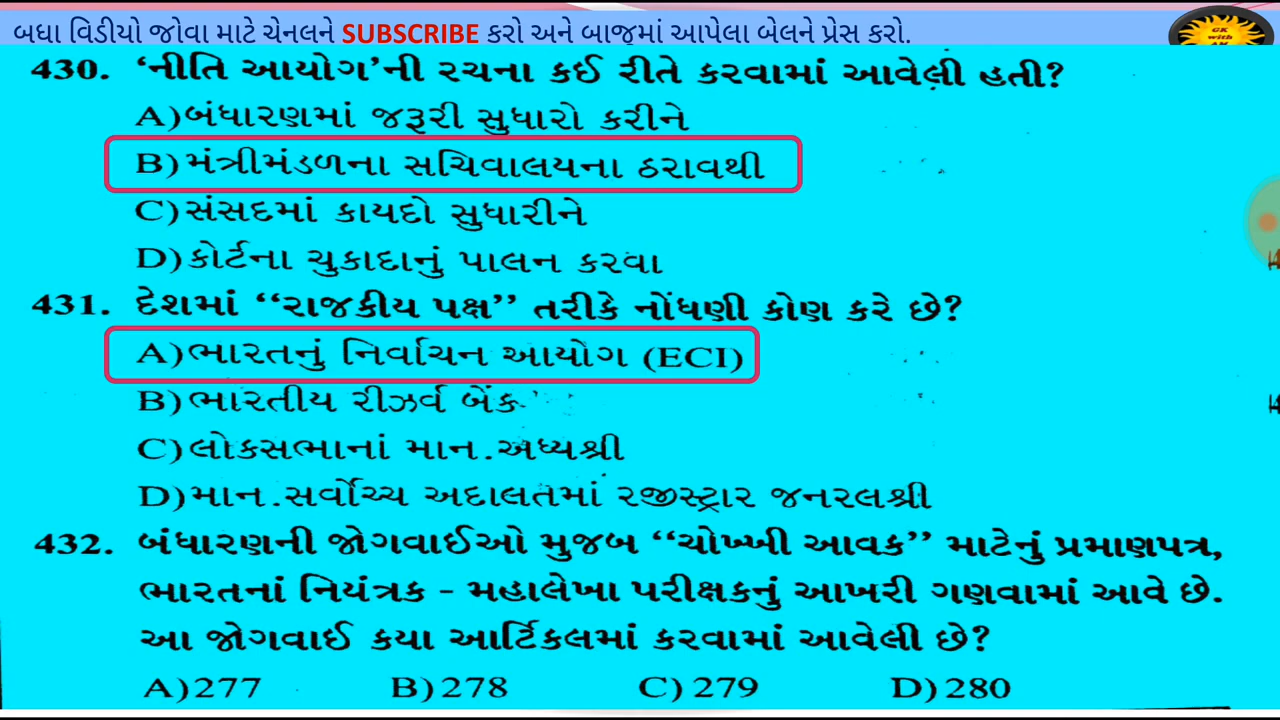 બધા વિડીયો જોવા માટે ચેનલને SUBSCRIBE કરો અને બાજુમાં આપેલા બેલને પ્રેસ કરો.
GK
with
430. ‘નીતિ આયોગ’ની રચના કઈ રીતે કરવામાં આવેલી હતી?
A)બંધારણમાં જરૂરી સુધારો કરીને
B)મંત્રીમંડળના સચિવાલયના ઠરાવથી
C)સંસદમાં કાયદો સુધારીને
D)કોર્ટના ચુકાદાનું પાલન કરવા
431. દેશમાં “રાજકીય પક્ષ” તરીકે નોંધણી કોણ કરે છે?
A)ભારતનું નિર્વાચન આયોગ (ECI)
B)ભારતીય રીઝર્વ બેંક
C)લોકસભાનાં માન.અધ્યશ્રી
D)માન.સર્વોચ્ચ અદાલતમાં રજીસ્ટ્રાર જનરલશ્રી
432. બંધારણની જોગવાઈઓ મુજબ “ચોખ્ખી આવક” માટેનું પ્રમાણપત્ર,
ભારતનાં નિયંત્રક - મહાલેખા પરીક્ષકનું આખરી ગણવામાં આવે છે.
આ જોગવાઈ કયા આર્ટિકલમાં કરવામાં આવેલી છે?
A)277 B)278 C)279 D)280